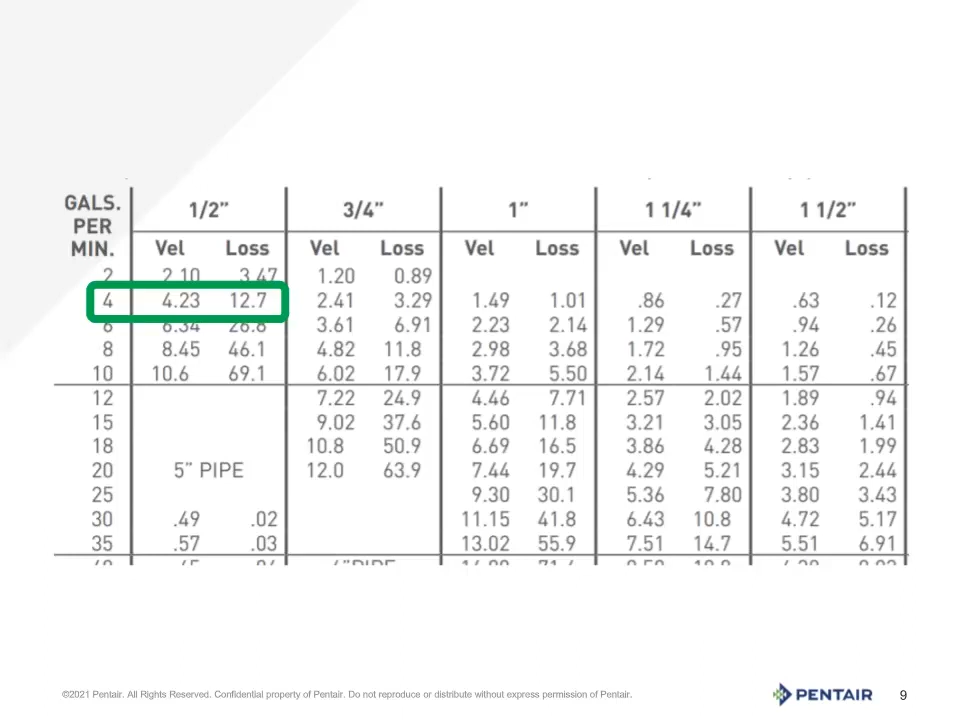 GALS. PER MIN. 1/2” 3/4” 1” 1 1/4” 1 1/2”
Vel Loss Vel Loss Vel Loss Vel Loss Vel Loss
2 2.10 3.47 1.20 0.89
4 4.23 12.7 2.41 3.29 1.49 1.01 .86 .27 .63 .12
6 6.34 26.8 3.61 6.91 2.23 2.14 1.29 .57 .94 .26
8 8.45 46.1 4.82 11.8 2.98 3.68 1.72 .95 1.26 .45
10 10.6 69.1 6.02 17.9 3.72 5.50 2.14 1.44 1.57 .67
12 7.22 24.9 4.46 7.71 2.57 2.02 1.89 .94
15 9.02 37.6 5.60 11.8 3.21 3.05 2.36 1.41
18 10.8 50.9 6.69 16.5 3.86 4.28 2.83 1.99
20 5” PIPE 12.0 63.9 7.44 19.7 4.29 5.21 3.15 2.44
25 9.30 30.1 5.36 7.80 3.80 3.43
30 .49 .02 11.15 41.8 6.43 10.8 4.72 5.17
35 .57 .03 13.02 55.9 7.51 14.7 5.51 6.91
©2021 Pentair. All Rights Reserved. Confidential property of Pentair. Do not reproduce or distribute without express permission of Pentair.
PENTAIR 9